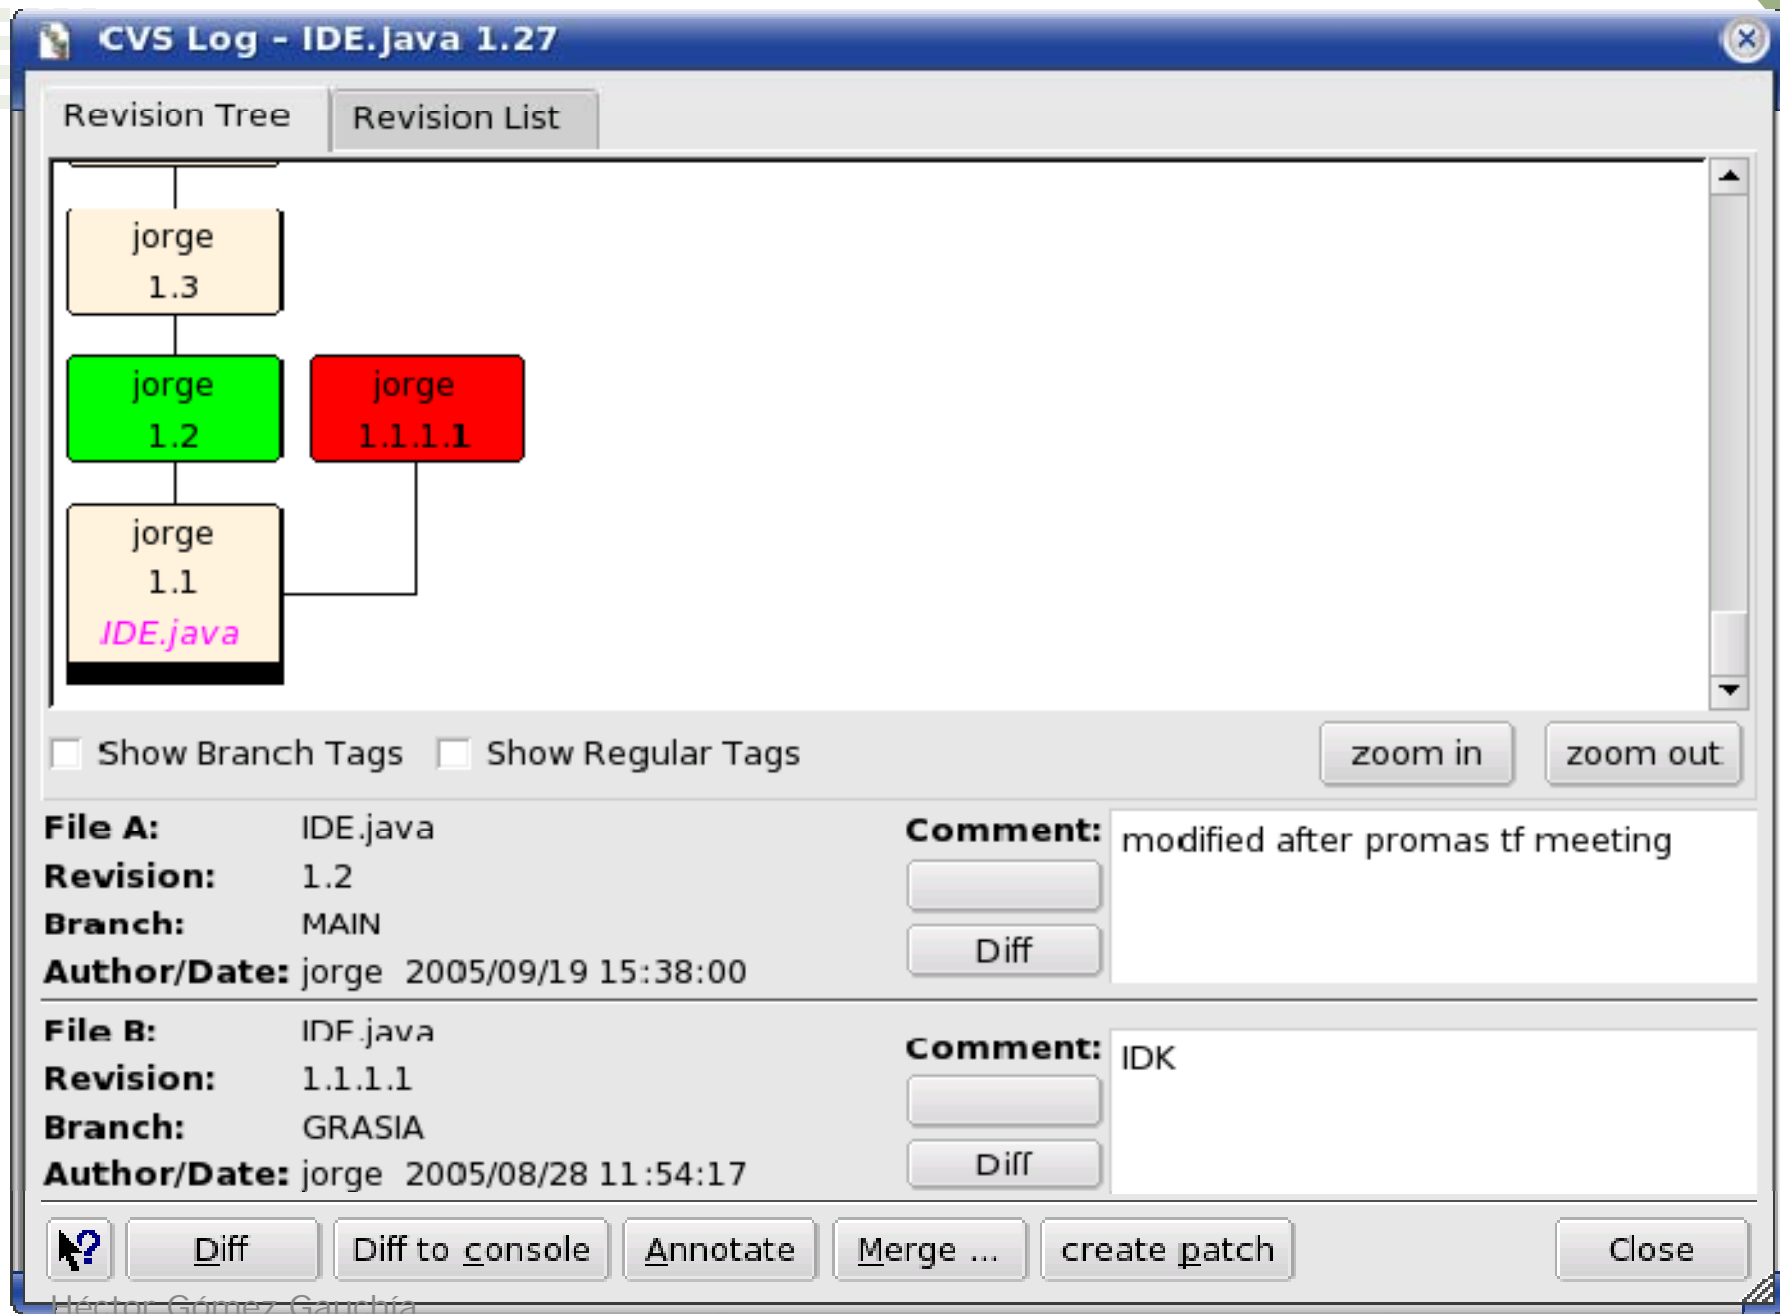 CVS Log – IDE.java 1.27
Revision Tree
Revision List
jorge
1.3
jorge
1.2
jorge
1.1.1.1
jorge
1.1
IDE.java
Show Branch Tags
Show Regular Tags
zoom in
zoom out
File A: IDE.java
Revision: 1.2
Branch: MAIN
Author/Date: jorge 2005/09/19 15:38:00
Comment:
modified after promas tf meeting
Diff
File B: IDE.java
Revision: 1.1.1.1
Branch: GRASIA
Author/Date: jorge 2005/08/28 11:54:17
Comment:
IDK
Diff
?
Diff
Diff to console
Annotate
Merge ...
create patch
Close
Héctor Gómez Gauchía